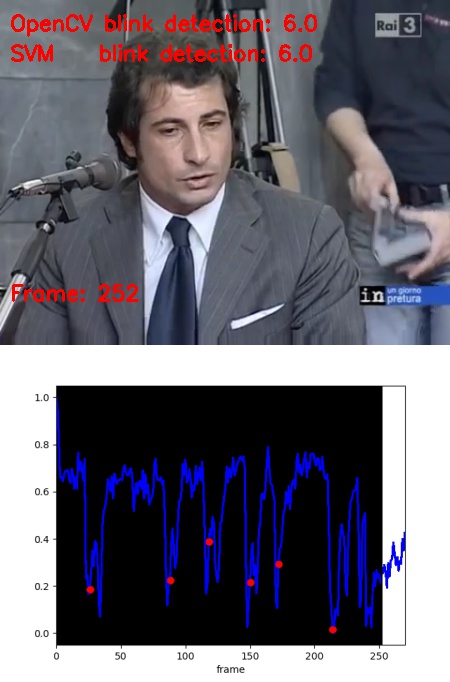 OpenCV blink detection: 6.0
SVM blink detection: 6.0
Rai 3
Frame: 252
in un giorno
pretura
1.0
0.8
0.6
0.4
0.2
0.0
0 50 100 150 200 250
frame